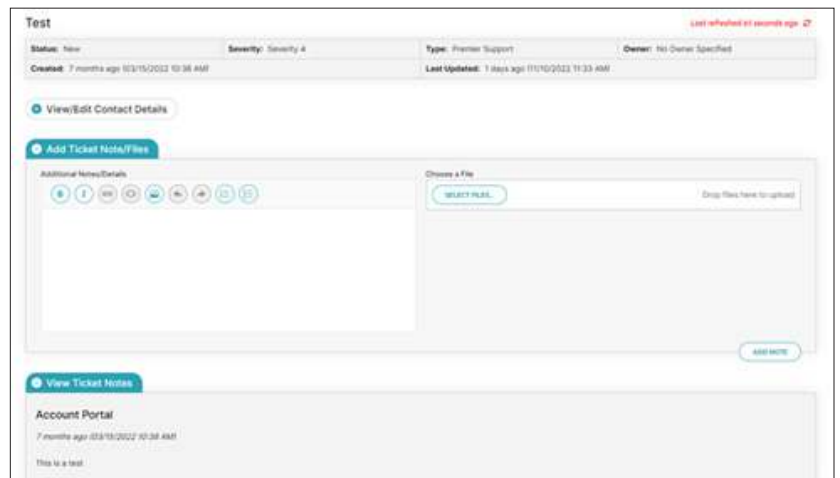 Test
Last refreshed 51 seconds ago
Status: New Severity: Severity 4 Type: Premier Support Owner: No Owner Specified
Created: 7 months ago (03/15/2022 10:38 AM) Last Updated: 1 days ago (11/10/2022 11:33 AM)
View/Edit Contact Details
Add Ticket Note/Files
Additional Notes/Details Choose a File
B I
SELECT FILES... Drop files here to upload
ADD NOTE
View Ticket Notes
Account Portal
7 months ago (03/15/2022 10:38 AM)
This is a test